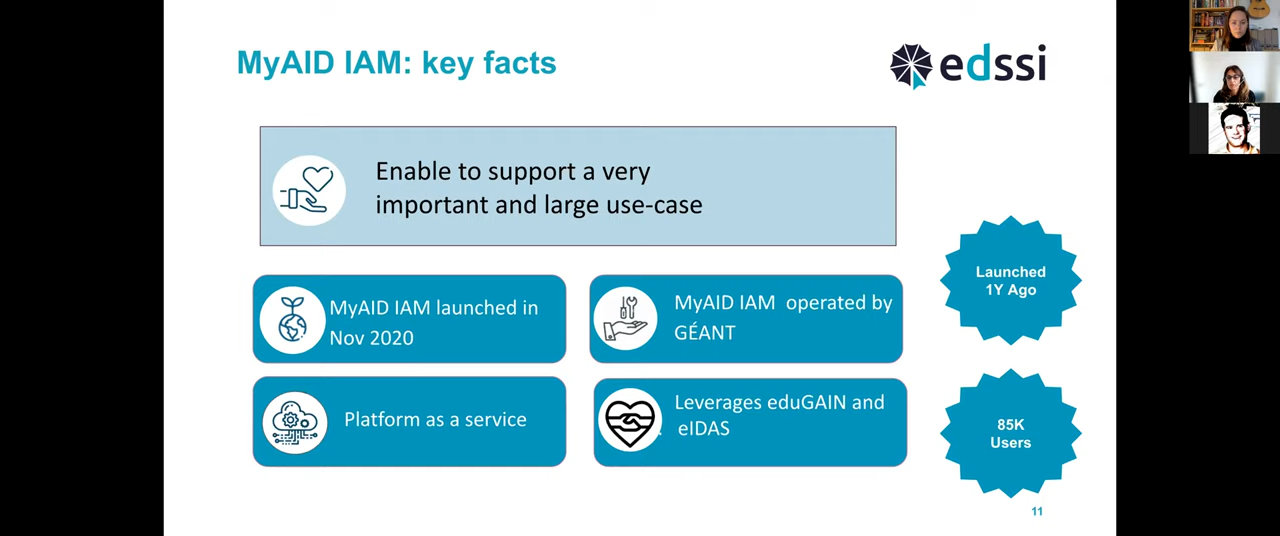 MyAID IAM: key facts
edssi
Enable to support a very
important and large use-case
MyAID IAM launched in
Nov 2020
MyAID IAM operated by
GÉANT
Launched
1Y Ago
Platform as a service
Leverages eduGAIN and
eIDAS
85K
Users
11